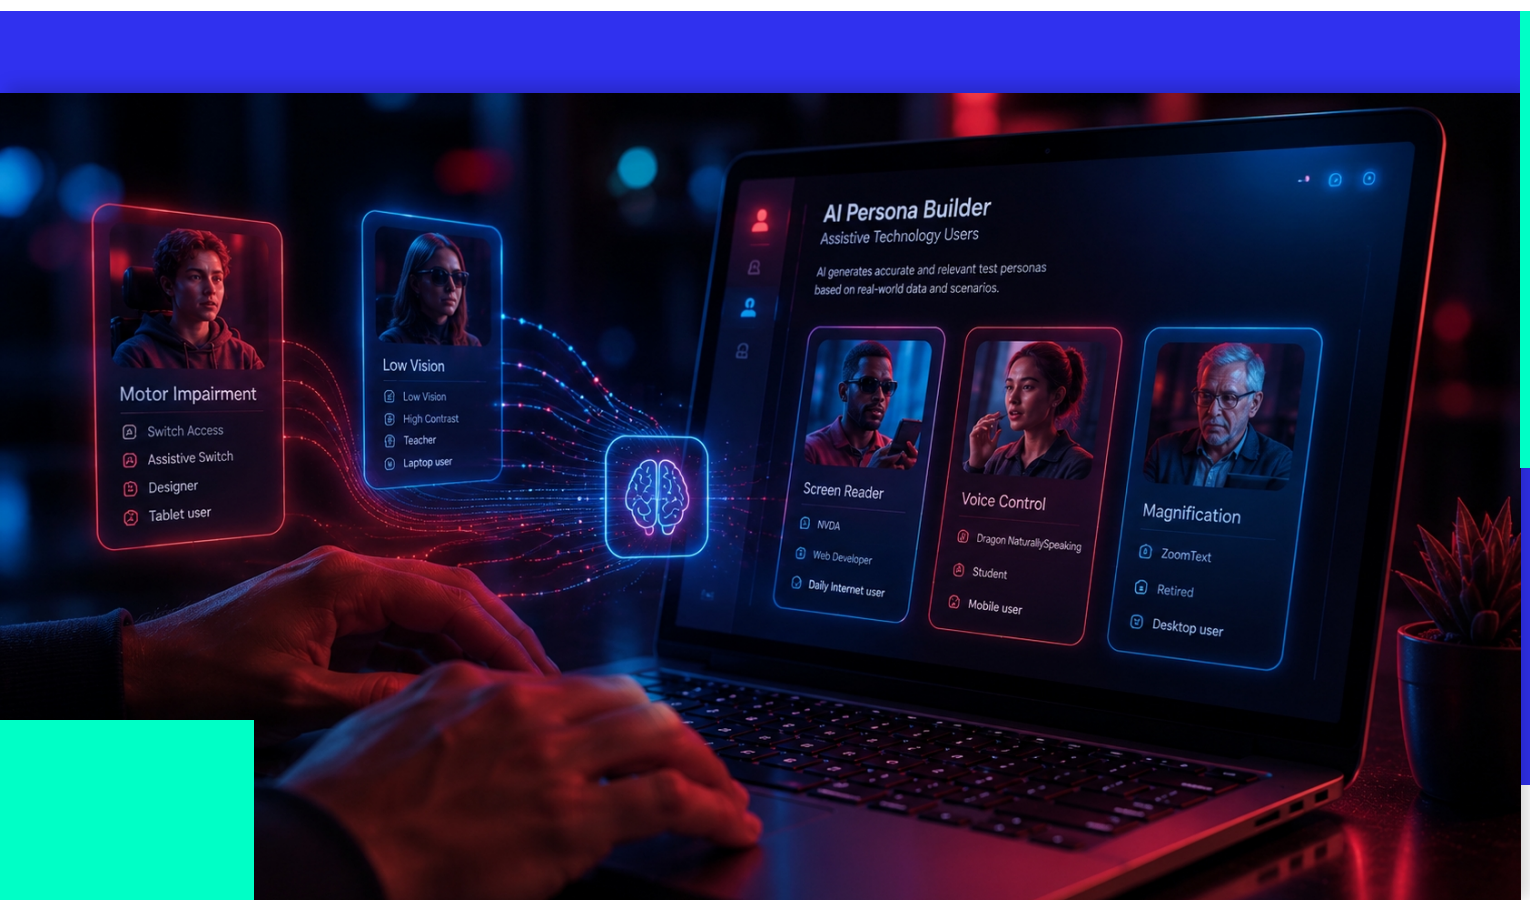 Motor Impairment
Switch Access
Assistive Switch
Designer
Tablet user
Low Vision
Low Vision
High Contrast
Teacher
Laptop user
AI Persona Builder
Assistive Technology Users
AI generates accurate and relevant test personas
based on real-world data and scenarios.
Screen Reader
NVDA
Web Developer
Daily Internet user
Voice Control
Dragon NaturallySpeaking
Student
Mobile user
Magnification
ZoomText
Retired
Desktop user